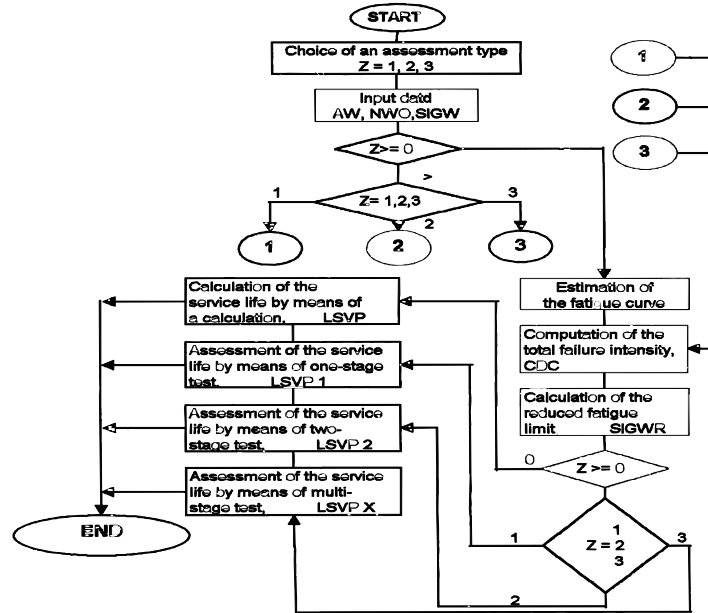 START
Choice of an assessment type
Z = 1, 2, 3
1
Input datd
AW, NWO,SIGW
2
Z>= 0
3
>
1
Z= 1,2,3
3
2
1
2
3
Calculation of the
service life by means of
a calculation, LSVP
Estimation of
the fatique curve
Assessment of the service
life by means of one-stage
test, LSVP 1
Computation of the
total failure intensity,
CDC
Assessment of the service
life by means of two-
stage test, LSVP 2
Calculation of the
reduced fatigue
limit SIGWR
0
Z >= 0
Assessment of the service
life by means of multi-
stage test, LSVP X
END
1
1
Z = 2
3
3
2